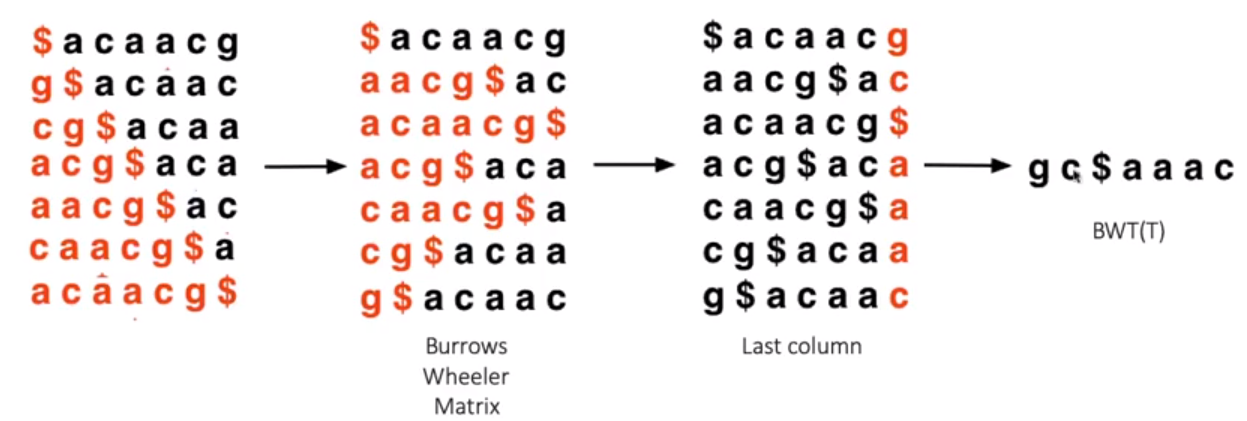 $ a c a a c g
g $ a c a a c
c g $ a c a a
a c g $ a c a
a a c g $ a c
c a a c g $ a
a c a a c g $
$ a c a a c g
a a c g $ a c
a c a a c g $
a c g $ a c a
c a a c g $ a
c g $ a c a a
g $ a c a a c
Burrows
Wheeler
Matrix
$ a c a a c g
a a c g $ a c
a c a a c g $
a c g $ a c a
c a a c g $ a
c g $ a c a a
g $ a c a a c
Last column
g c $ a a a c
BWT(T)